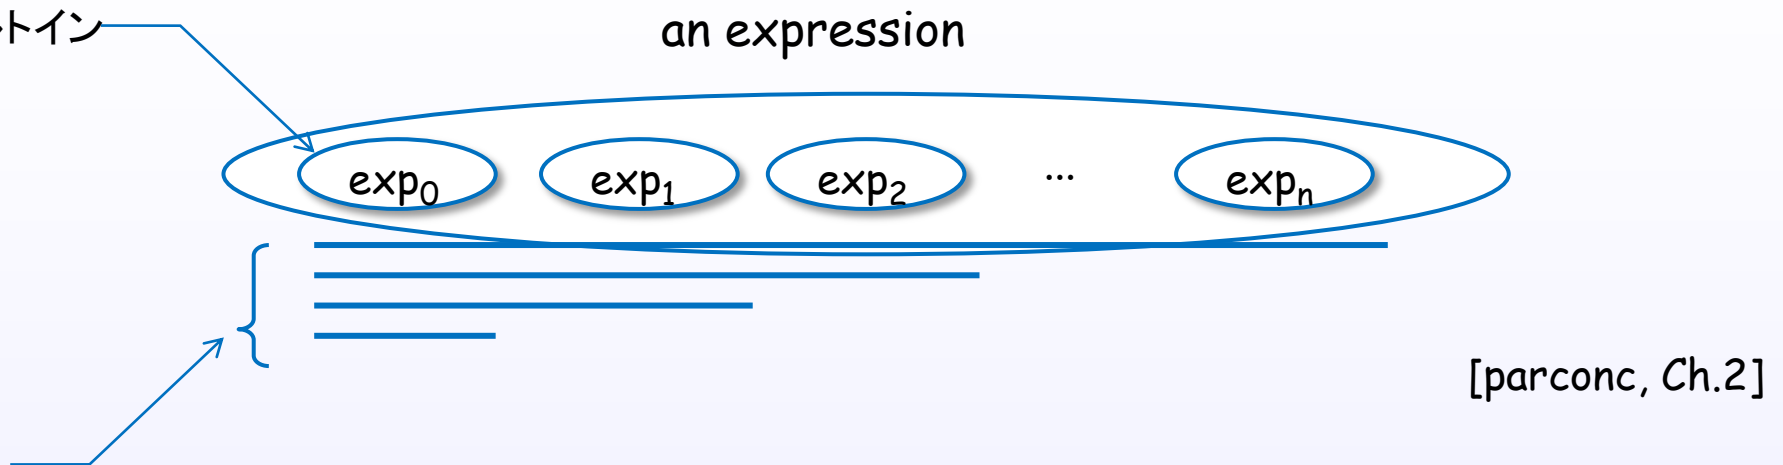 トイン
an expression
exp₀ exp₁ exp₂ ... expₙ
[parconc, Ch.2]